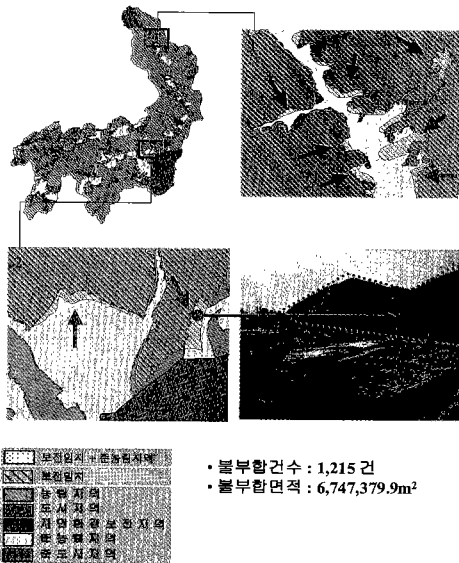 보전임지 + 준농림지역
보전임지
농림지역
도시지역
자연환경보전지역
준농림지역
준도시지역
• 불부합건수 : 1,215 건
• 불부합면적 : 6,747,379.9m²